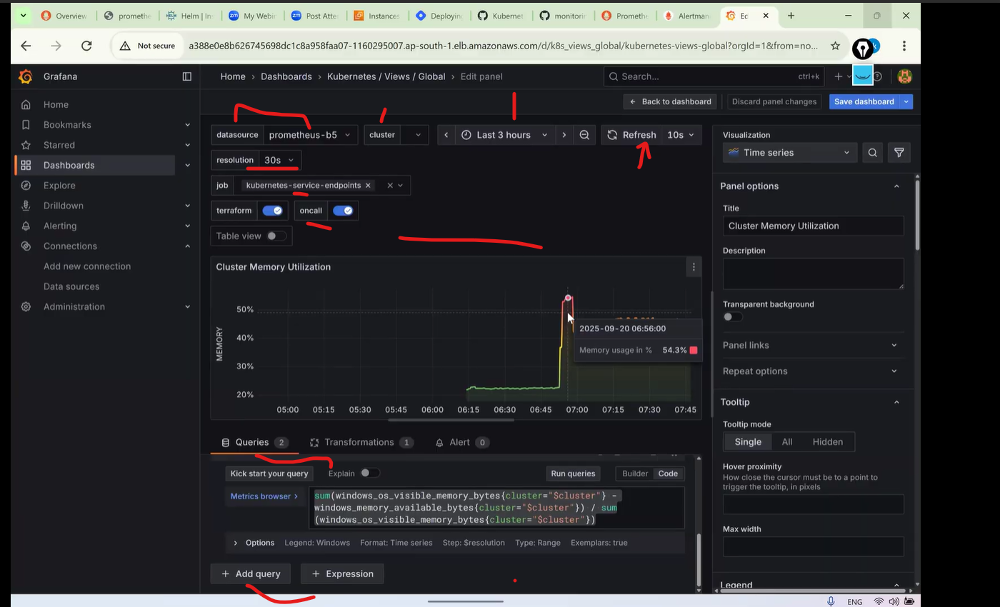 Overview
promethe
Helm | In
My Webi
Post Atte
Instances
Deploying
Kubernet
monitorin
Promethe
Alertman
Ed
Not secure
a388e0e8b626745698dc1c8a958faa07-1160295007.ap-south-1.elb.amazonaws.com/d/k8s_views_global/kubernetes-views-global?orgId=1&from=no...
Grafana
Home › Dashboards › Kubernetes / Views / Global › Edit panel
Search...
ctrl+k
Back to dashboard
Discard panel changes
Save dashboard
Home
Bookmarks
Starred
Dashboards
Explore
Drilldown
Alerting
Connections
Add new connection
Data sources
Administration
datasource prometheus-b5
cluster
Last 3 hours
Refresh 10s
resolution 30s
job kubernetes-service-endpoints
terraform
oncall
Table view
Cluster Memory Utilization
MEMORY
50%
40%
30%
20%
05:00 05:15 05:30 05:45 06:00 06:15 06:30 06:45 07:00 07:15 07:30 07:45
2025-09-20 06:56:00
Memory usage in % 54.3%
Queries 2
Transformations 1
Alert 0
Kick start your query
Explain
Run queries
Builder
Code
Metrics browser >
sum(windows_os_visible_memory_bytes{cluster="$cluster"} -
windows_memory_available_bytes{cluster="$cluster"}) / sum
(windows_os_visible_memory_bytes{cluster="$cluster"})
Options Legend: Windows Format: Time series Step: $resolution Type: Range Exemplars: true
+ Add query
+ Expression
Visualization
Time series
Panel options
Title
Cluster Memory Utilization
Description
Transparent background
Panel links
Repeat options
Tooltip
Tooltip mode
Single
All
Hidden
Hover proximity
How close the cursor must be to a point to
trigger the tooltip, in pixels
Max width
Legend
ENG